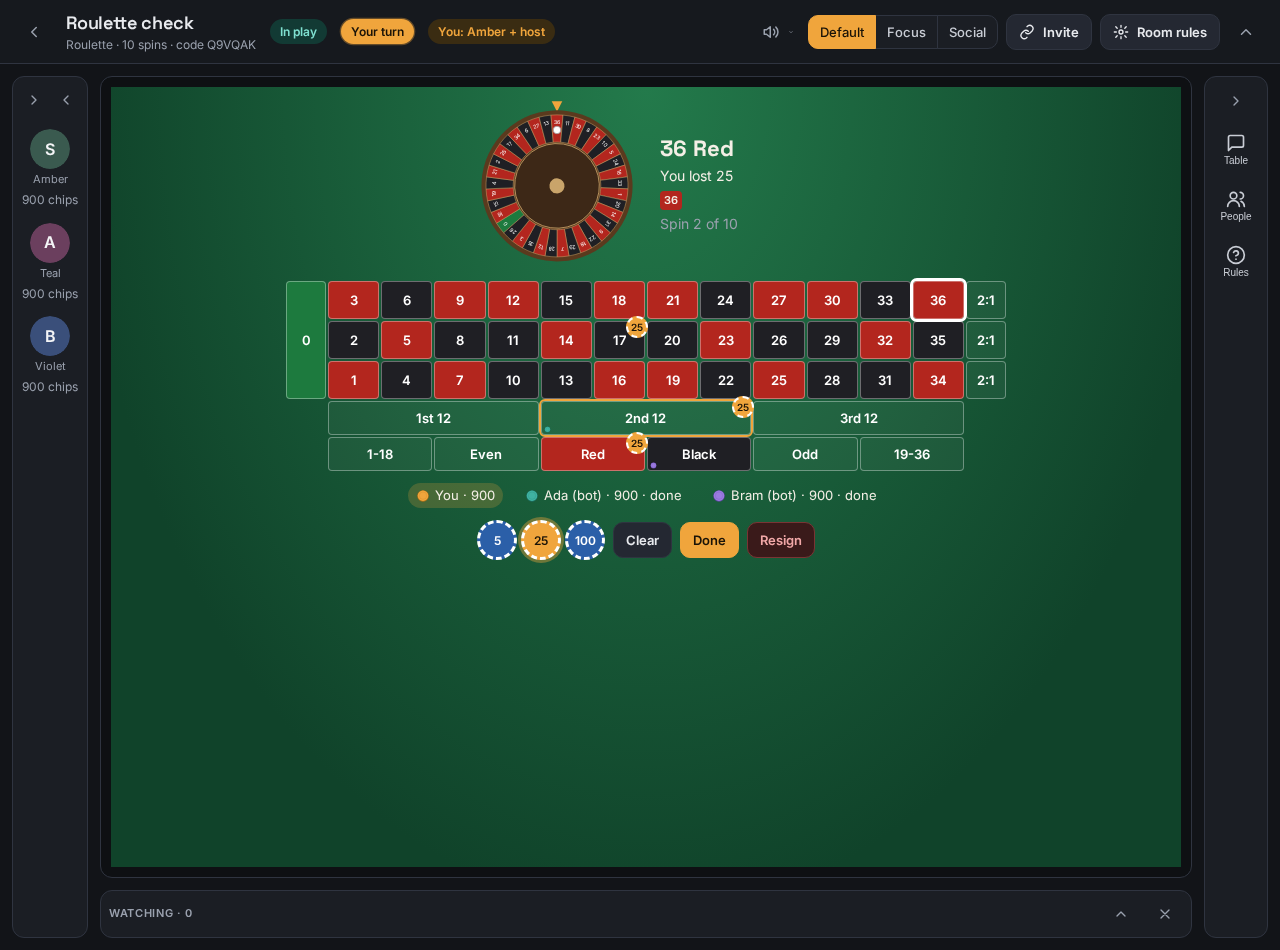 Roulette check
Roulette · 10 spins · code Q9VQAK
In play
Your turn
You: Amber + host
Default
Focus
Social
Invite
Room rules
S
Amber
900 chips
A
Teal
900 chips
B
Violet
900 chips
36 Red
You lost 25
36
Spin 2 of 10
0
3 6 9 12 15 18 21 24 27 30 33 36 2:1
25
2 5 8 11 14 17 20 23 26 29 32 35 2:1
1 4 7 10 13 16 19 22 25 28 31 34 2:1
25
1st 12 2nd 12 3rd 12
25
1-18 Even Red Black Odd 19-36
You · 900
Ada (bot) · 900 · done
Bram (bot) · 900 · done
5 25 100 Clear Done Resign
Table
People
Rules
WATCHING · 0